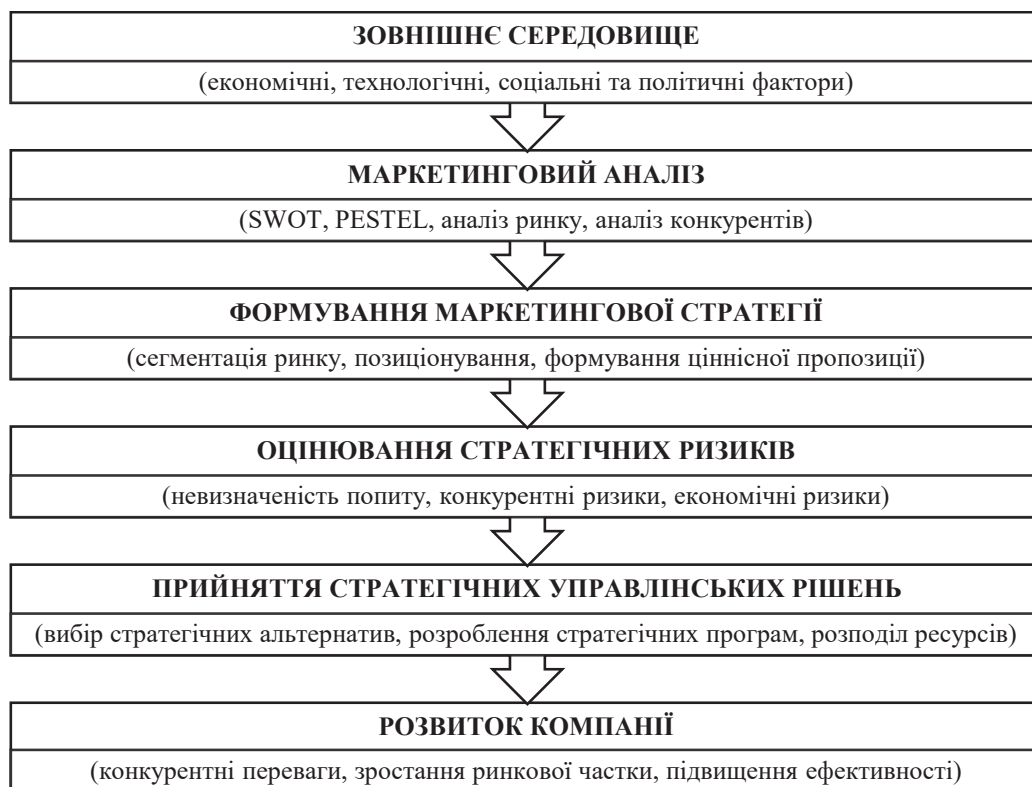 ЗОВНІШНЄ СЕРЕДОВИЩЕ
(економічні, технологічні, соціальні та політичні фактори)
МАРКЕТИНГОВИЙ АНАЛІЗ
(SWOT, PESTEL, аналіз ринку, аналіз конкурентів)
ФОРМУВАННЯ МАРКЕТИНГОВОЇ СТРАТЕГІЇ
(сегментація ринку, позиціонування, формування ціннісної пропозиції)
ОЦІНЮВАННЯ СТРАТЕГІЧНИХ РИЗИКІВ
(невизначеність попиту, конкурентні ризики, економічні ризики)
ПРИЙНЯТТЯ СТРАТЕГІЧНИХ УПРАВЛІНСЬКИХ РІШЕНЬ
(вибір стратегічних альтернатив, розроблення стратегічних програм, розподіл ресурсів)
РОЗВИТОК КОМПАНІЇ
(конкурентні переваги, зростання ринкової частки, підвищення ефективності)